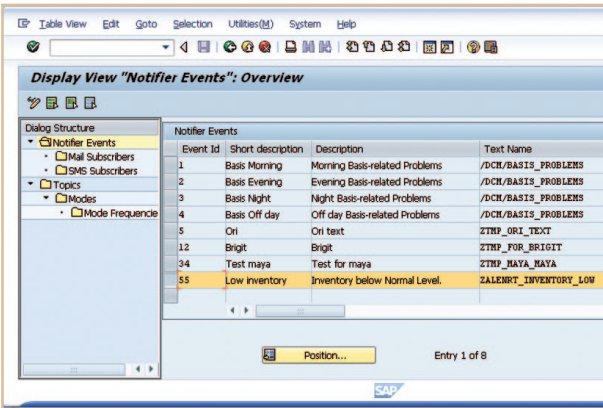 Table View Edit Goto Selection Utilities(M) System Help
Display View "Notifier Events": Overview
Dialog Structure
Notifier Events
Mail Subscribers
SMS Subscribers
Topics
Modes
Mode Frequencie
Notifier Events
Event Id Short description Description Text Name
1 Basis Morning Morning Basis-related Problems /DCM/BASIS_PROBLEMS
2 Basis Evening Evening Basis-related Problems /DCM/BASIS_PROBLEMS
3 Basis Night Night Basis-related Problems /DCM/BASIS_PROBLEMS
4 Basis Off day Off day Basis-related Problems /DCM/BASIS_PROBLEMS
5 Ori Ori text ZTMP_ORI_TEXT
12 Brigit Brigit ZTMP_FOR_BRIGIT
34 Test maya Test for maya ZTMP_MAYA_MAYA
55 Low inventory Inventory below Normal Level. ZALENRT_INVENTORY_LOW
Position... Entry 1 of 8
SAP